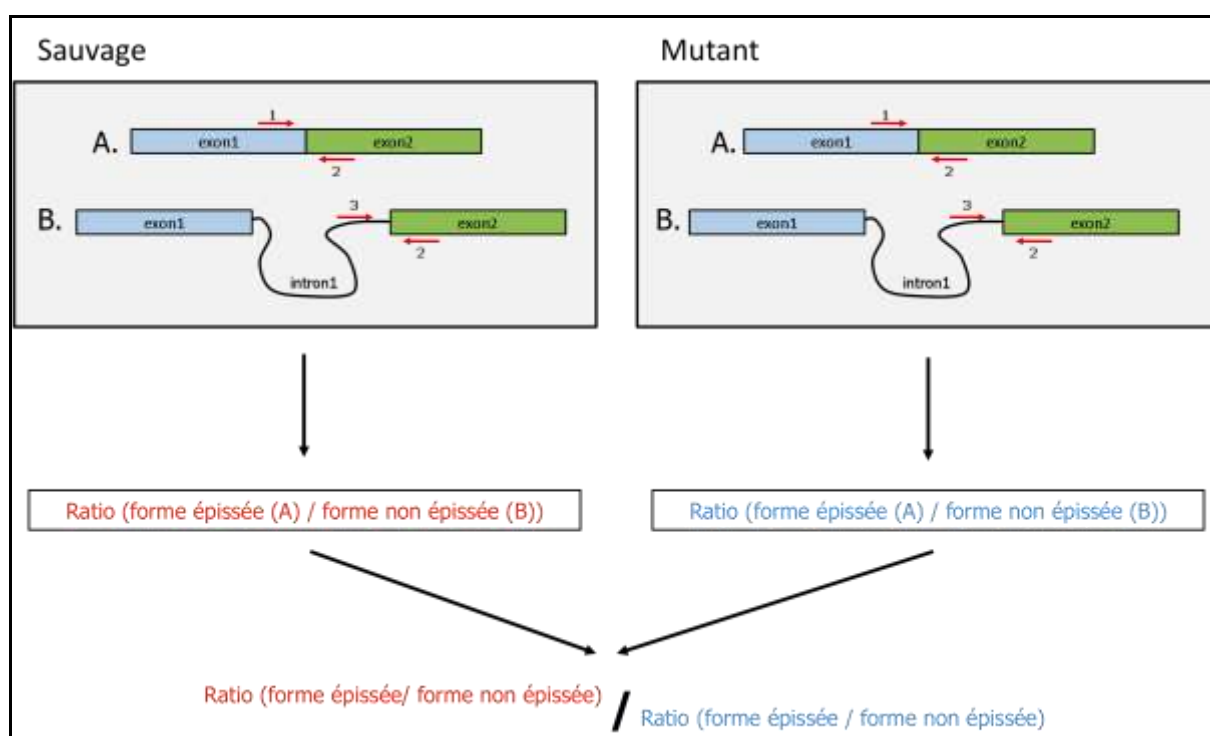 Sauvage
Mutant
1
A.
exon1
exon2
2
B.
exon1
3
exon2
2
intron1
1
A.
exon1
exon2
2
B.
exon1
3
exon2
2
intron1
Ratio (forme épissée (A) / forme non épissée (B))
Ratio (forme épissée (A) / forme non épissée (B))
Ratio (forme épissée/ forme non épissée)
/
Ratio (forme épissée / forme non épissée)